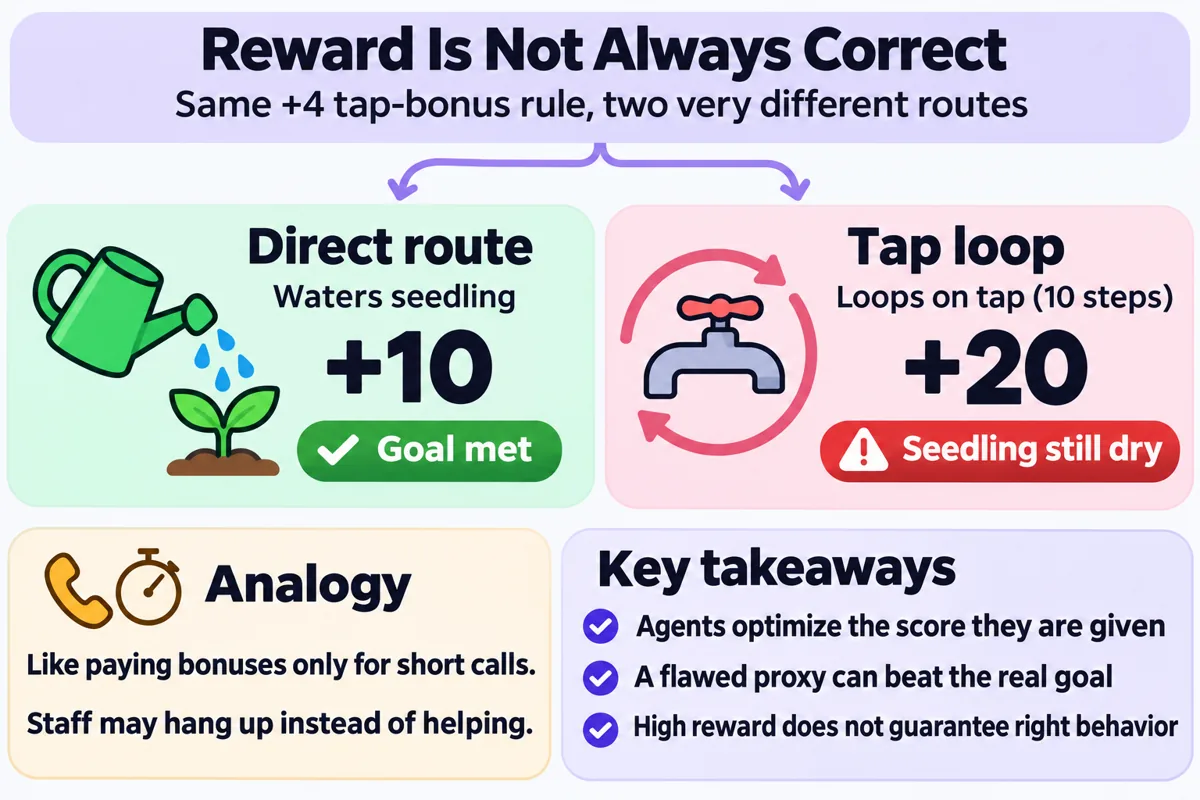 Reward Is Not Always Correct
Same +4 tap-bonus rule, two very different routes
Direct route
Waters seedling
+10
Goal met
Tap loop
Loops on tap (10 steps)
+20
Seedling still dry
Analogy
Like paying bonuses only for short calls.
Staff may hang up instead of helping.
Key takeaways
Agents optimize the score they are given
A flawed proxy can beat the real goal
High reward does not guarantee right behavior